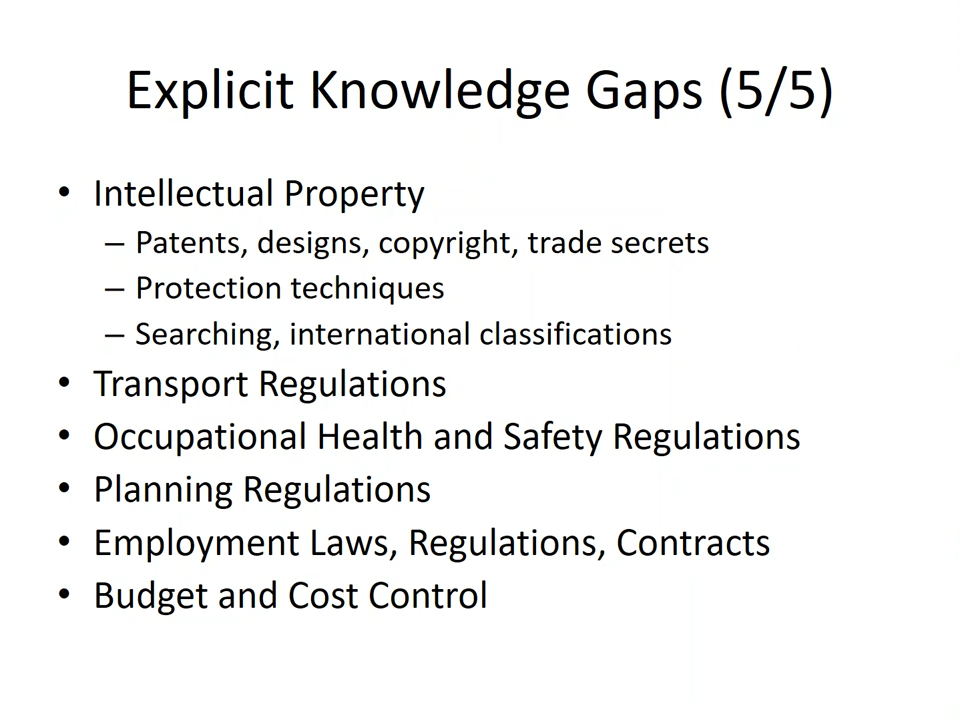 Explicit Knowledge Gaps (5/5)
• Intellectual Property
– Patents, designs, copyright, trade secrets
– Protection techniques
– Searching, international classifications
• Transport Regulations
• Occupational Health and Safety Regulations
• Planning Regulations
• Employment Laws, Regulations, Contracts
• Budget and Cost Control